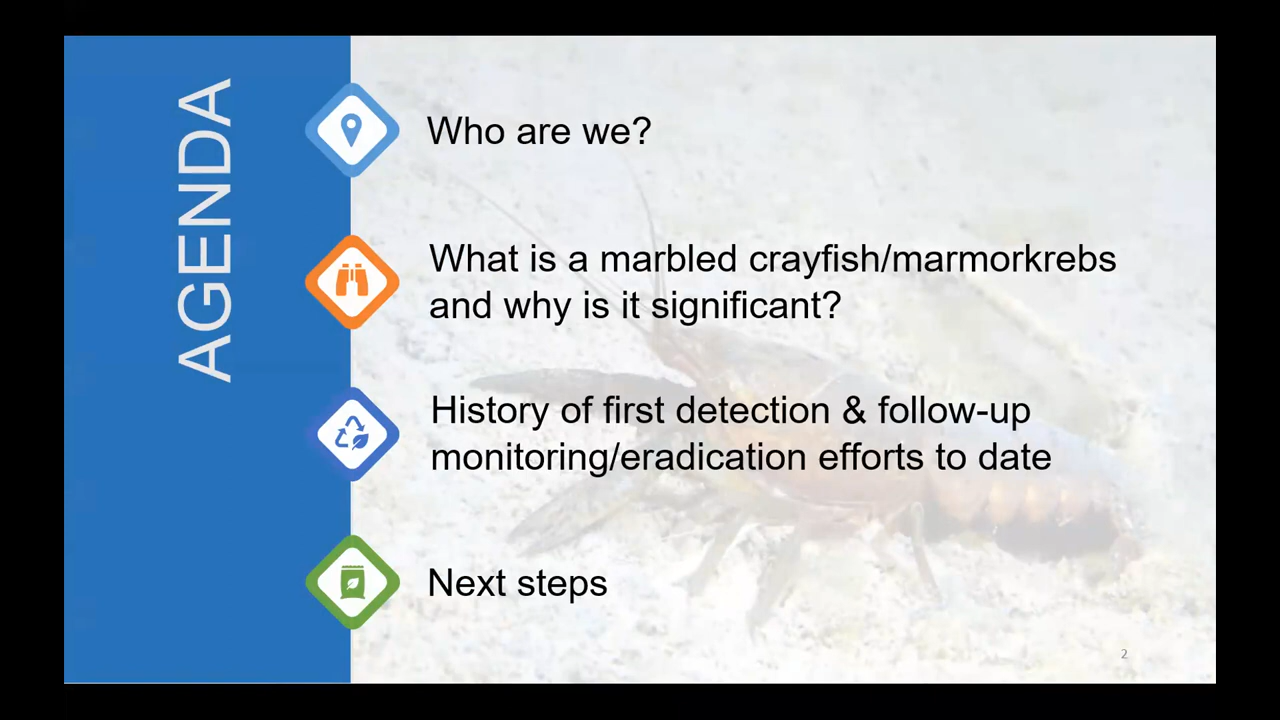 AGENDA
Who are we?
What is a marbled crayfish/marmorkrebs
and why is it significant?
History of first detection & follow-up
monitoring/eradication efforts to date
Next steps
2